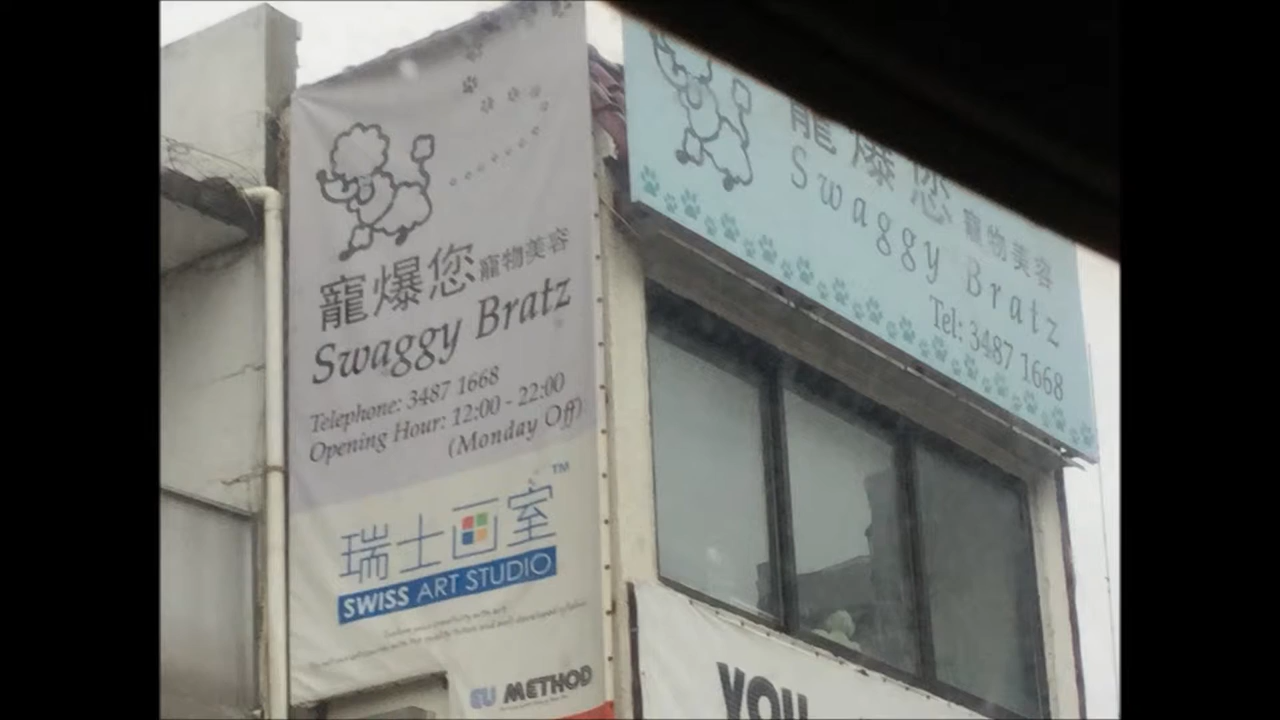 寵爆您寵物美容
Swaggy Bratz
Telephone: 3487 1668
Opening Hour: 12:00 - 22:00
(Monday Off)
瑞士画室 TM
SWISS ART STUDIO
EU METHOD
寵爆您寵物美容
Swaggy Bratz
Tel: 3487 1668
YOU